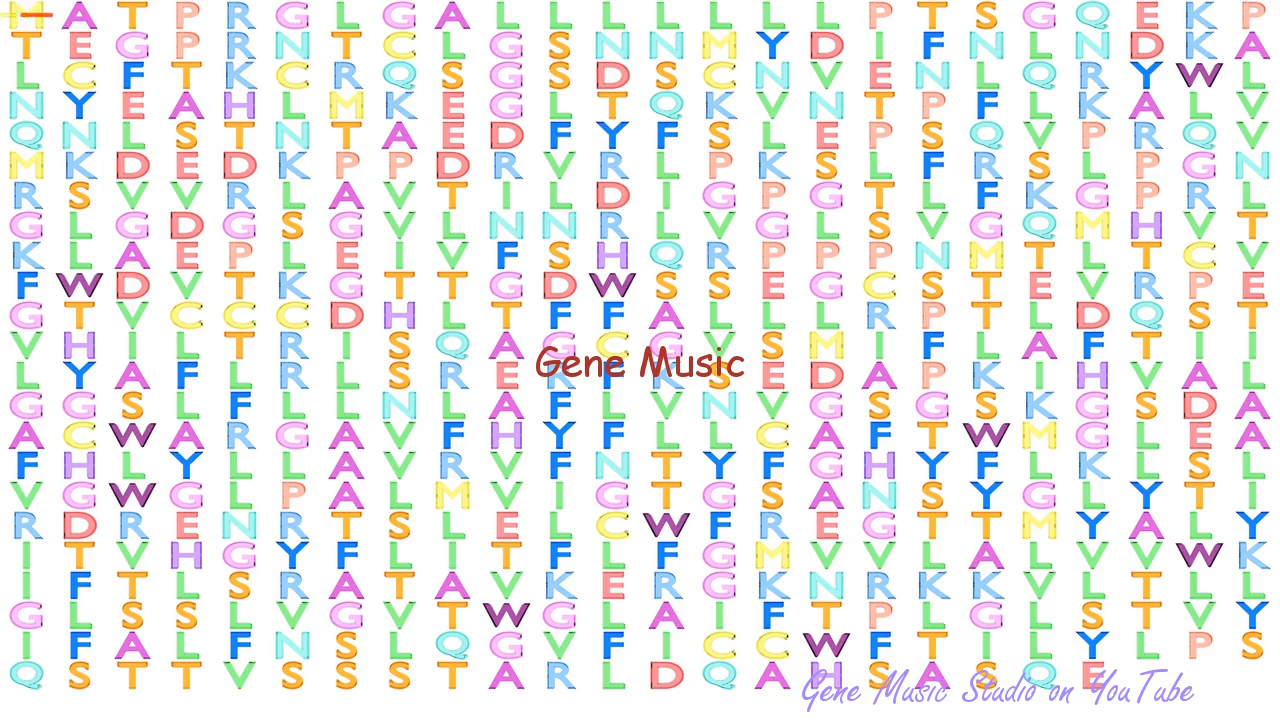 M A T P R G L G A L L L L L L L P T S G Q E K P
T E G P R N T C L G S N N M Y D I F N L N D K A
L C F T K C R Q S G S D S C N V E N L Q R Y W L
N Y E A H L M K E G L T Q K V N T P F L K A L V
Q N L S T N T A E D F Y F S L E P S Q V P R Q V
M K D E D K P P D R V R L P K S L F R S L P G N
R S V V R L A V T I L D I G P G T L F K G P R L
G L G D G S G V L N N R L V G L S V G Q M H V T
K L A E P L E I V F S H Q R P P P N M T L T C V
F W D V T K G T T G D W S S E G C S T E V R P E
G T V C C C D H L T F F A L L L R P T L D Q S T
V H I L T R I S Q A G C G V S M I F L A F T I L
L Y A F L R L S R E K F K S E D A P K I H V A L
G G S L F L L N L A F L V N V G S G S K G S D A
A C W A R G A V F H Y F L L C A F T W M G L E A
F H L Y L L A V R V F N T Y F G H Y F L K L S L
V G W G L P A L M V I G T G S A N S Y G L Y T I
R D R E N R T S L E L C W F R E G T T M Y A L Y
I T V H G Y F L I T F L F G M V V L A L V V W K
I F T L S R A T A V K E R G K N R K K V L T L L
G L S S L V G V T W G L A I F T P L G L S T V Y
I F A L F N S L Q G V F I C C W F T I L Y L P S
Q S T T V S S S T A R L D Q A H S A S Q E
Gene Music
Gene Music Studio on YouTube